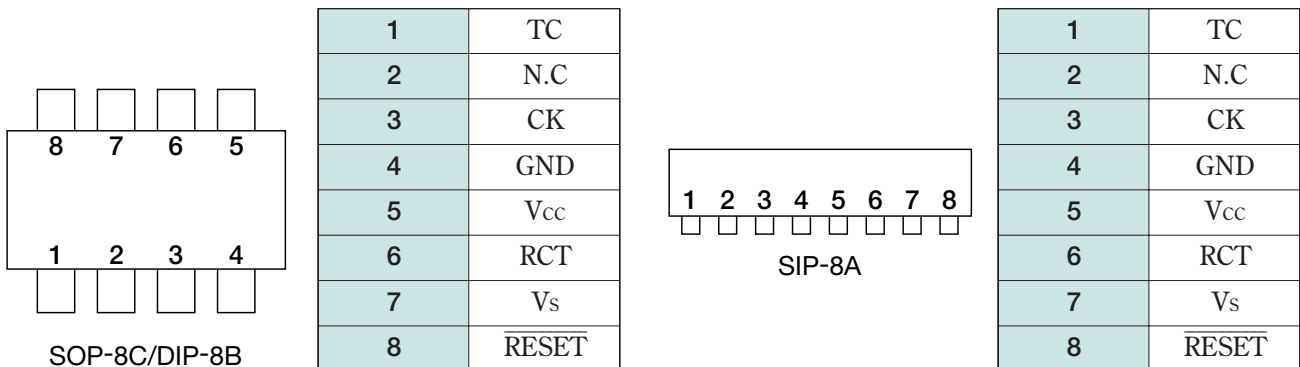 8 7 6 5
1 2 3 4
SOP-8C/DIP-8B
1 TC
2 N.C
3 CK
4 GND
5 Vcc
6 RCT
7 Vs
8 RESET
1 2 3 4 5 6 7 8
SIP-8A
1 TC
2 N.C
3 CK
4 GND
5 Vcc
6 RCT
7 Vs
8 RESET